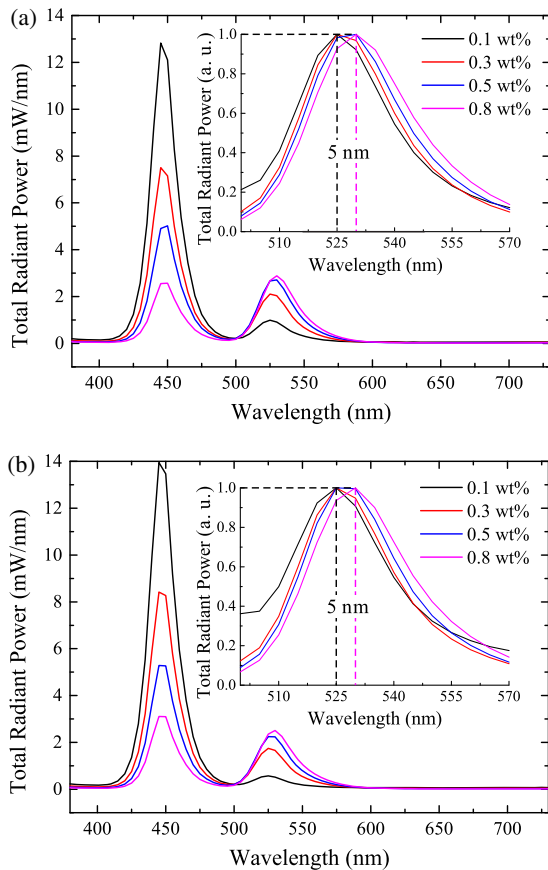 (a)
14
12
10
8
6
4
2
0
Total Radiant Power (mW/nm)
400 450 500 550 600 650 700
Wavelength (nm)
1.0
0.8
0.6
0.4
0.2
0.0
Total Radiant Power (a. u.)
5 nm
510 525 540 555 570
Wavelength (nm)
0.1 wt%
0.3 wt%
0.5 wt%
0.8 wt%
(b)
14
12
10
8
6
4
2
0
Total Radiant Power (mW/nm)
400 450 500 550 600 650 700
Wavelength (nm)
1.0
0.8
0.6
0.4
0.2
0.0
Total Radiant Power (a. u.)
5 nm
510 525 540 555 570
Wavelength (nm)
0.1 wt%
0.3 wt%
0.5 wt%
0.8 wt%